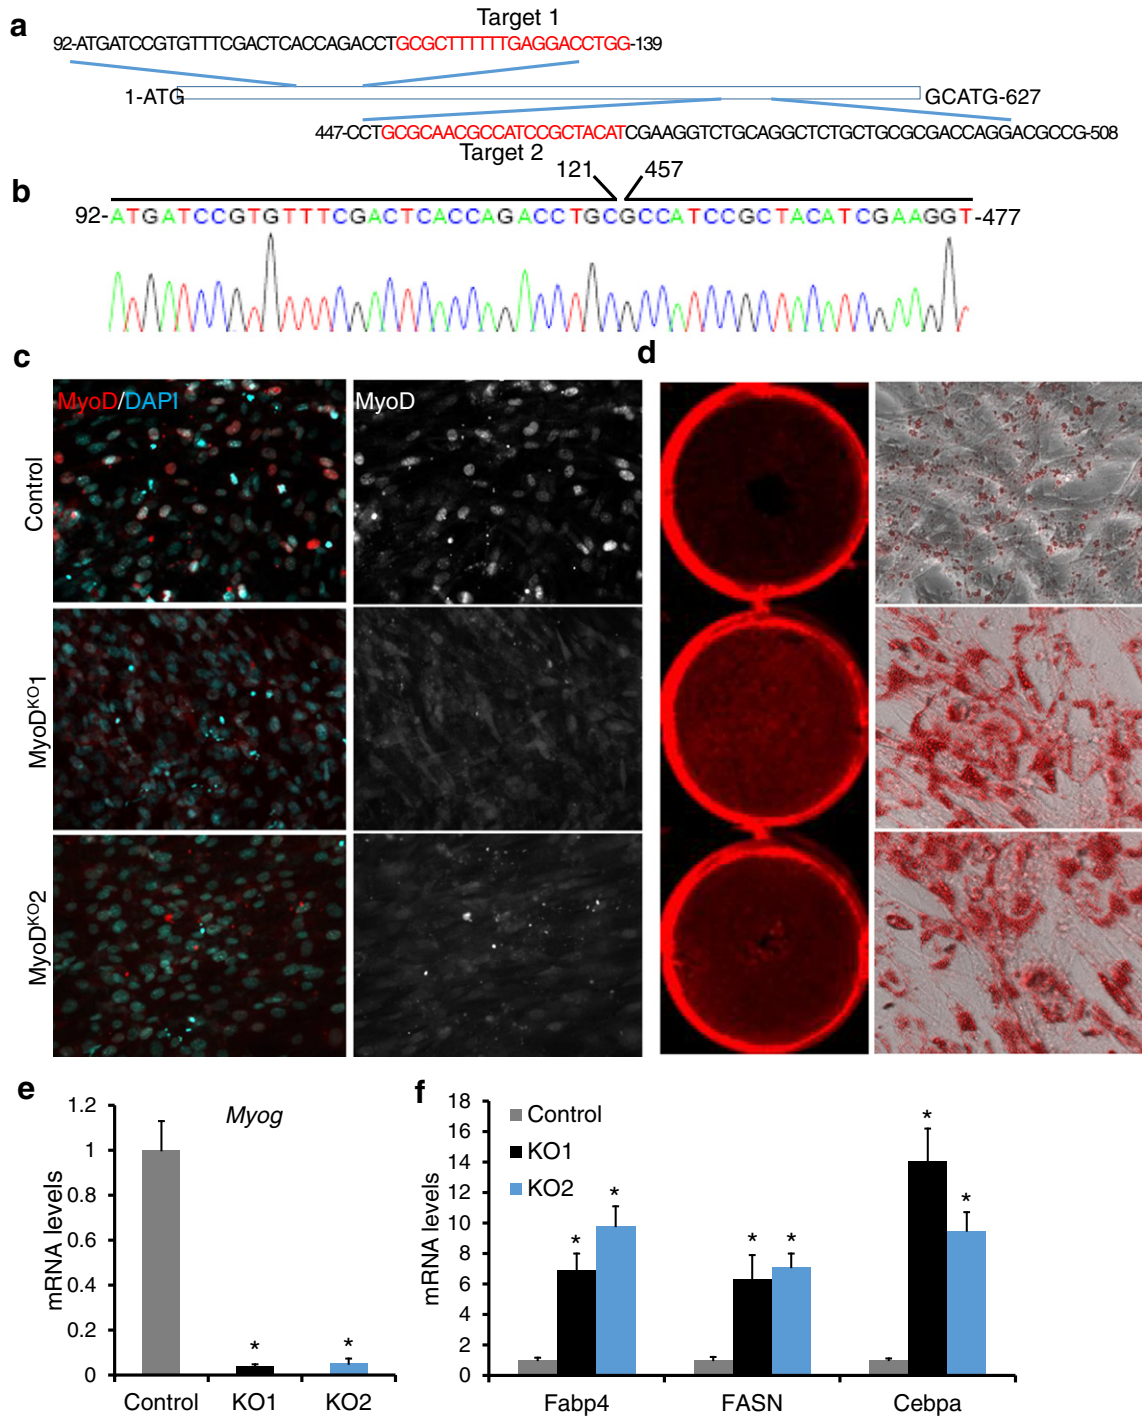 a
Target 1
92-ATGATCCGTGTTTCGACTCACCAGACCTGCGCTTTTTTGAGGACCTGG-139
1-ATG
GCATG-627
447-CCTGCGCAACGCCATCCGCTACATCGAAGGTCTGCAGGCTCTGCTGCGCGACCAGGACGCCG-508
Target 2
b
121
457
92-ATGATCCGTGTTTCGACTCACCAGACCTGCGCCATCCGCTACATCGAAGGT-477
c
d
MyoD/DAPI
MyoD
Control
MyoDKO1
MyoDKO2
e
Myog
mRNA levels
1.2
1
0.8
0.6
0.4
0.2
0
*
*
Control
KO1
KO2
f
mRNA levels
18
16
14
12
10
8
6
4
2
0
Control
KO1
KO2
*
*
*
*
*
*
Fabp4
FASN
Cebpa